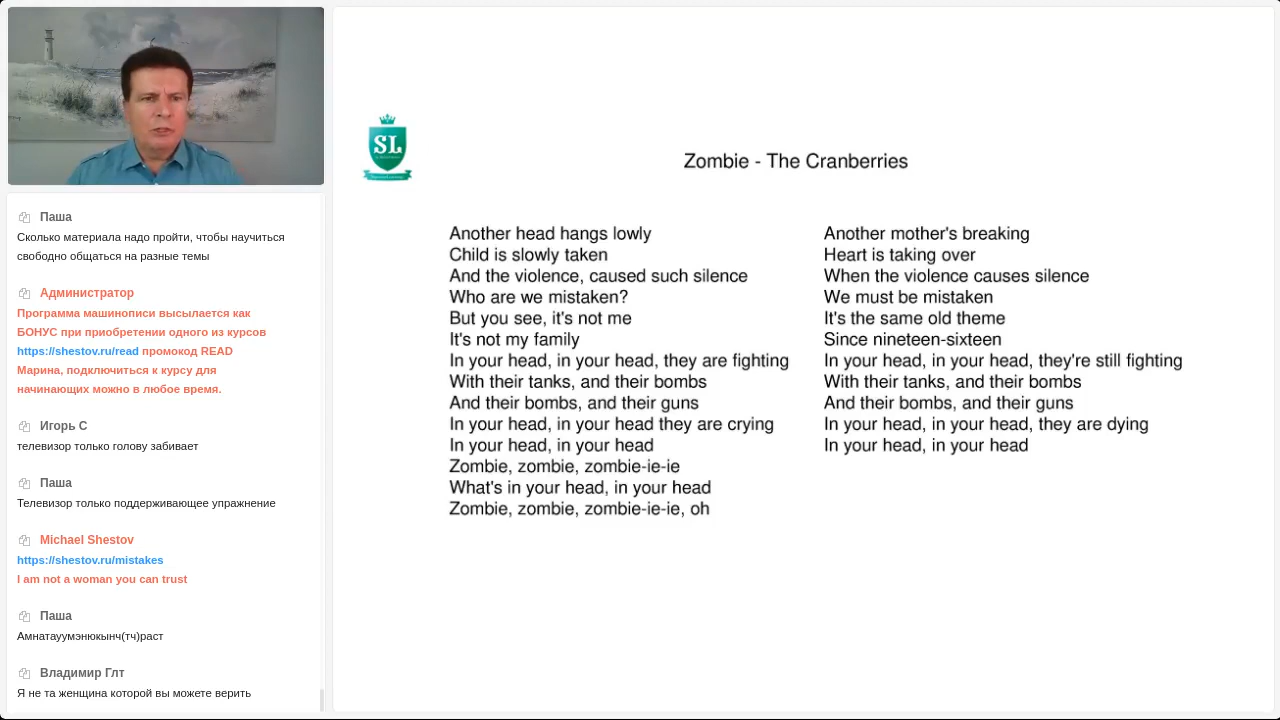 Паша
Сколько материала надо пройти, чтобы научиться
свободно общаться на разные темы
Администратор
Программа машинописи высылается как
БОНУС при приобретении одного из курсов
https://shestov.ru/read промокод READ
Марина, подключиться к курсу для
начинающих можно в любое время.
Игорь С
телевизор только голову забивает
Паша
Телевизор только поддерживающее упражнение
Michael Shestov
https://shestov.ru/mistakes
I am not a woman you can trust
Паша
Амнатауумэнюкынч(тч)раст
Владимир Глт
Я не та женщина которой вы можете верить
SL
Zombie - The Cranberries
Another head hangs lowly
Child is slowly taken
And the violence, caused such silence
Who are we mistaken?
But you see, it's not me
It's not my family
In your head, in your head, they are fighting
With their tanks, and their bombs
And their bombs, and their guns
In your head, in your head they are crying
In your head, in your head
Zombie, zombie, zombie-ie-ie
What's in your head, in your head
Zombie, zombie, zombie-ie-ie, oh
Another mother's breaking
Heart is taking over
When the violence causes silence
We must be mistaken
It's the same old theme
Since nineteen-sixteen
In your head, in your head, they're still fighting
With their tanks, and their bombs
And their bombs, and their guns
In your head, in your head, they are dying
In your head, in your head